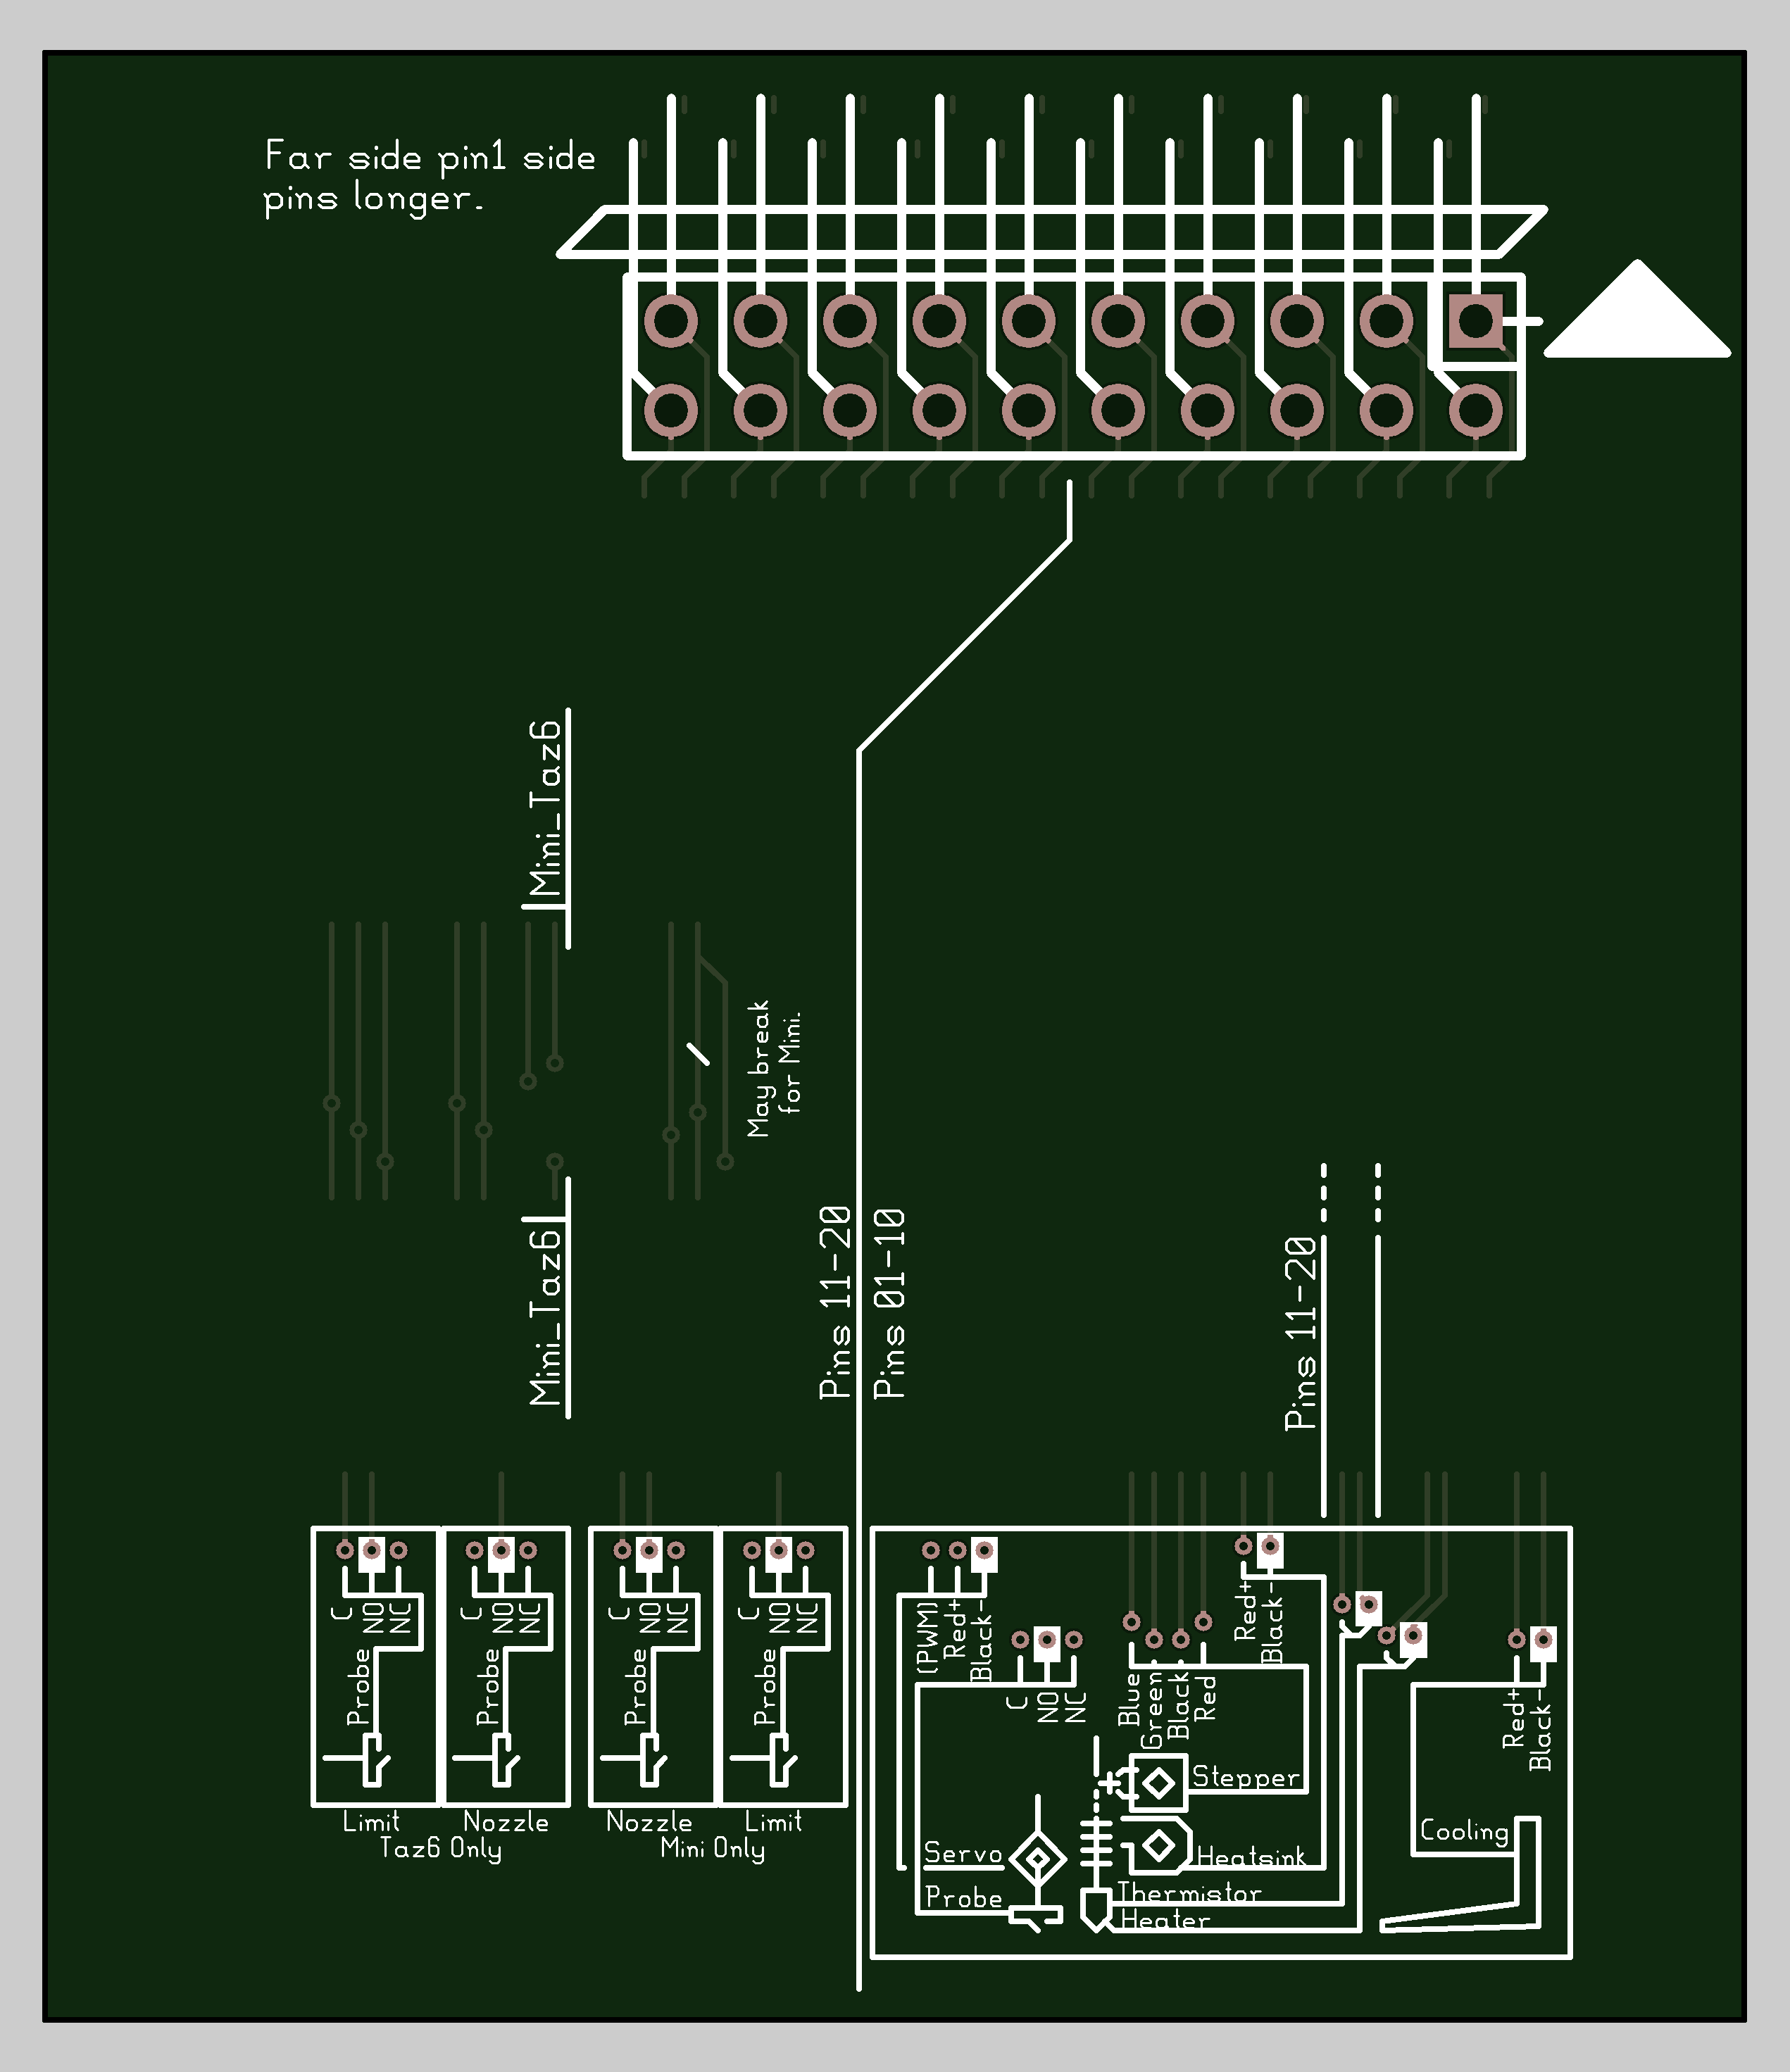 Far side pin1 side
pins longer.
Mini_Taz6
May break
for Mini.
Mini_Taz6
Pins 11-20
Pins 01-10
Pins 11-20
C
NO
NC
Probe
C
NO
NC
Probe
C
NO
NC
Probe
C
NO
NC
Probe
Limit
Nozzle
Taz6 Only
Nozzle
Limit
Mini Only
(PWM)
Red+
Black-
C
NO
NC
Blue
Green
Black
Red
Red+
Black-
Red+
Black-
Stepper
Cooling
Servo
Heatsink
Probe
Thermistor
Heater